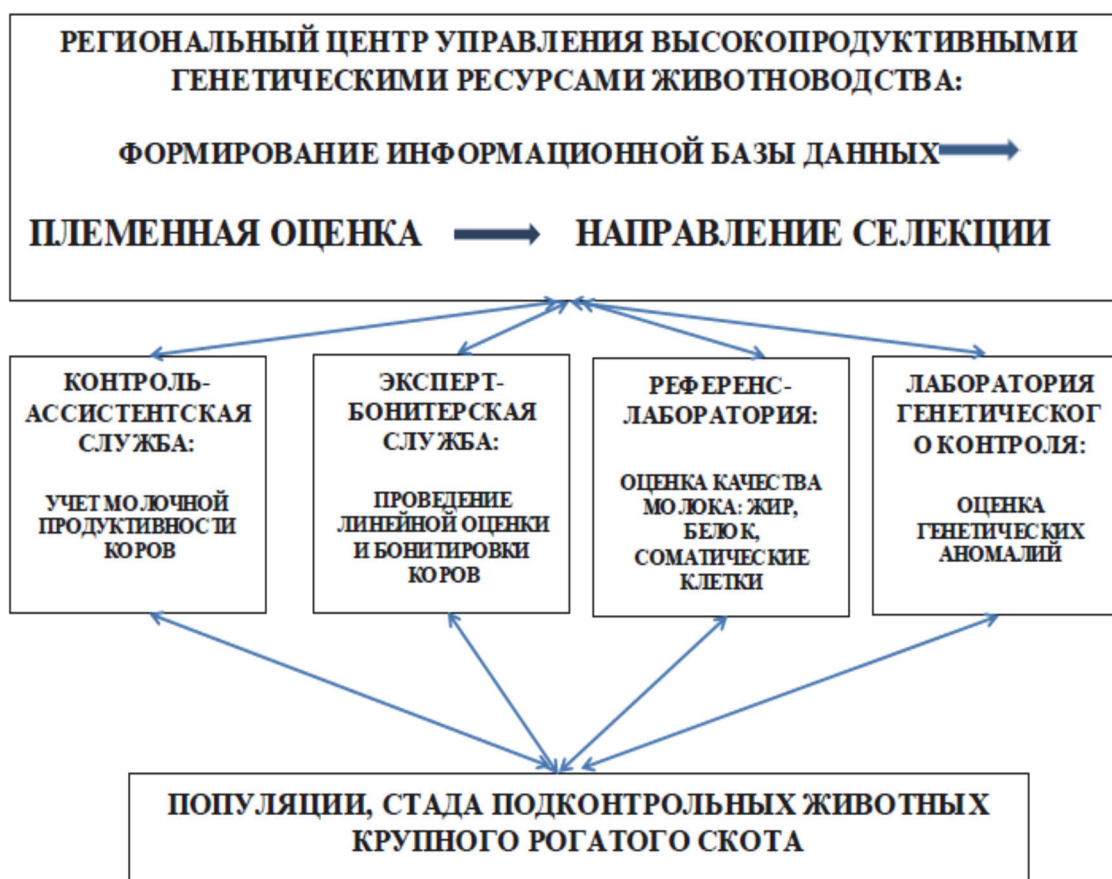 РЕГИОНАЛЬНЫЙ ЦЕНТР УПРАВЛЕНИЯ ВЫСОКОПРОДУКТИВНЫМИ
ГЕНЕТИЧЕСКИМИ РЕСУРСАМИ ЖИВОТНОВОДСТВА:
ФОРМИРОВАНИЕ ИНФОРМАЦИОННОЙ БАЗЫ ДАННЫХ
ПЛЕМЕННАЯ ОЦЕНКА НАПРАВЛЕНИЕ СЕЛЕКЦИИ
КОНТРОЛЬ-
АССИСТЕНТСКАЯ
СЛУЖБА:
УЧЕТ МОЛОЧНОЙ
ПРОДУКТИВНОСТИ
КОРОВ
ЭКСПЕРТ-
БОНИТЕРСКАЯ
СЛУЖБА:
ПРОВЕДЕНИЕ
ЛИНЕЙНОЙ ОЦЕНКИ
И БОНИТИРОВКИ
КОРОВ
РЕФЕРЕНС-
ЛАБОРАТОРИЯ:
ОЦЕНКА КАЧЕСТВА
МОЛОКА: ЖИР,
БЕЛОК,
СОМАТИЧЕСКИЕ
КЛЕТКИ
ЛАБОРАТОРИЯ
ГЕНЕТИЧЕСКОГ
О КОНТРОЛЯ:
ОЦЕНКА
ГЕНЕТИЧЕСКИХ
АНОМАЛИЙ
ПОПУЛЯЦИИ, СТАДА ПОДКОНТРОЛЬНЫХ ЖИВОТНЫХ
КРУПНОГО РОГАТОГО СКОТА